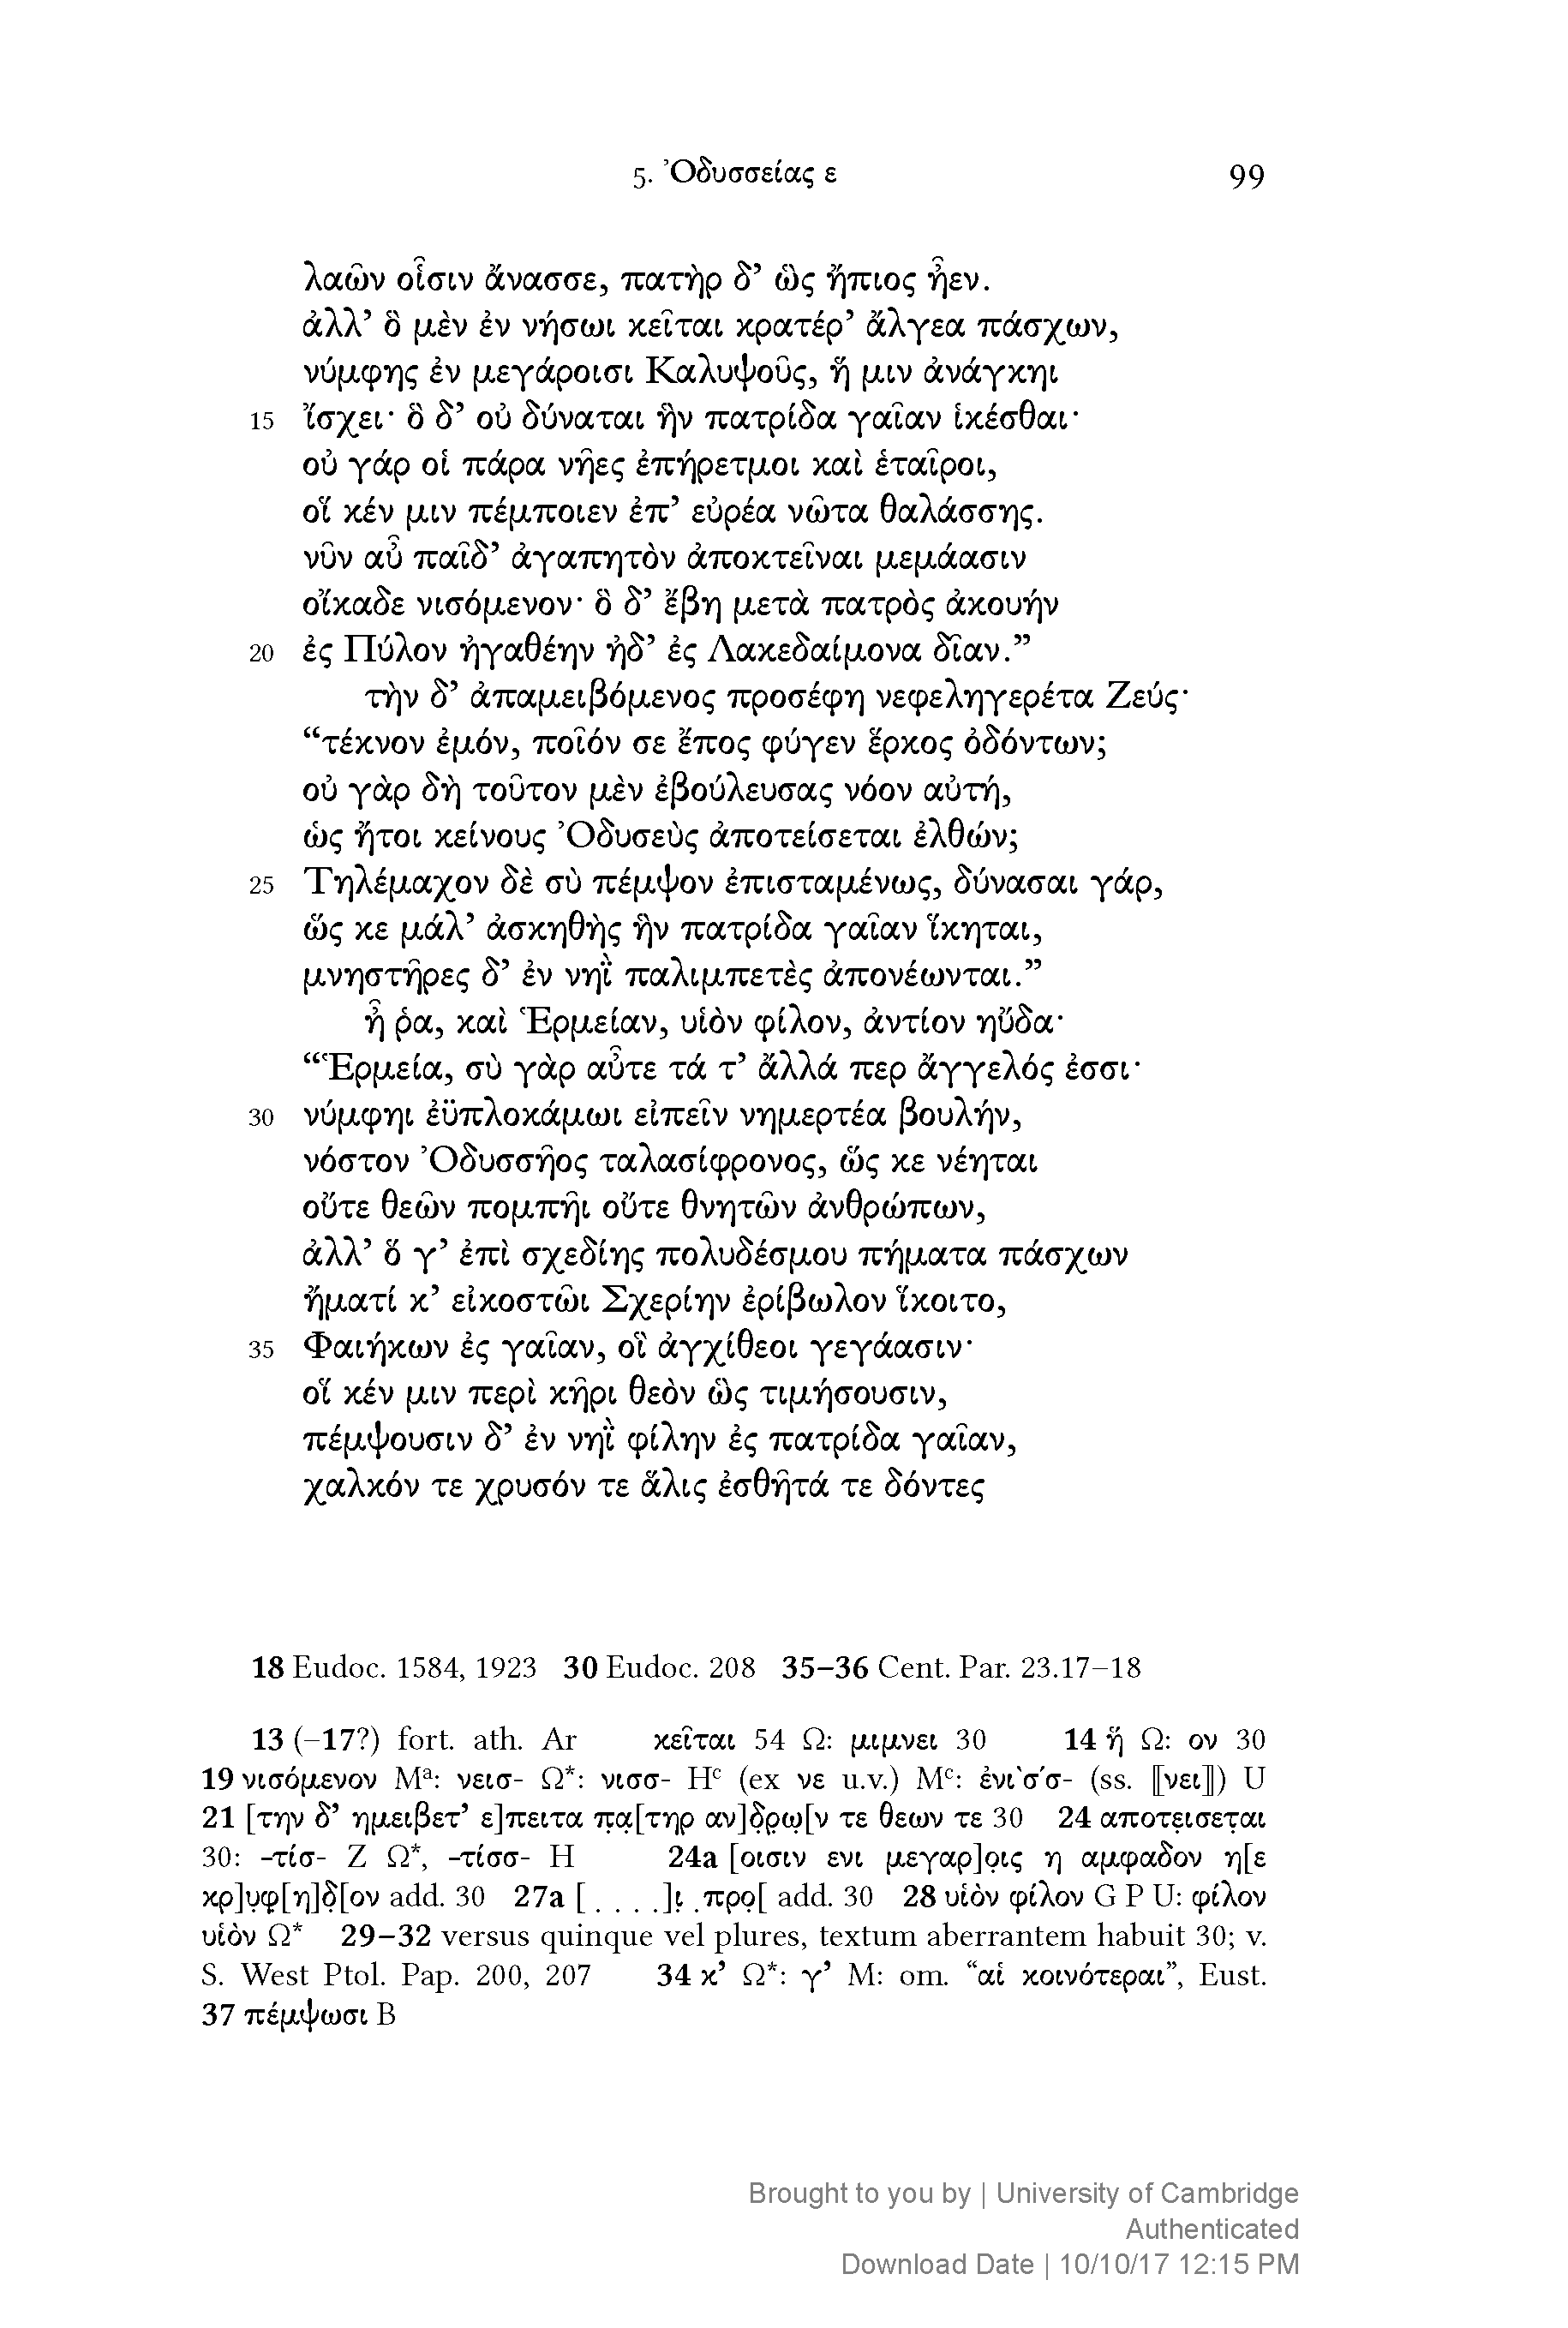 5. Ὀδυσσείας ε 99
λαῶν οἷσιν ἄνασσε, πατὴρ δ’ ὣς ἤπιος ἦεν.
ἀλλ’ ὃ μὲν ἐν νήσωι κεῖται κρατέρ’ ἄλγεα πάσχων,
νύμφης ἐν μεγάροισι Καλυψοῦς, ἥ μιν ἀνάγκηι
15 ἴσχει· ὃ δ’ οὐ δύναται ἣν πατρίδα γαῖαν ἱκέσθαι·
οὐ γάρ οἱ πάρα νῆες ἐπήρετμοι καὶ ἑταῖροι,
οἵ κέν μιν πέμποιεν ἐπ’ εὐρέα νῶτα θαλάσσης.
νῦν αὖ παῖδ’ ἀγαπητὸν ἀποκτεῖναι μεμάασιν
οἴκαδε νισόμενον· ὃ δ’ ἔβη μετὰ πατρὸς ἀκουήν
20 ἐς Πύλον ἠγαθέην ἠδ’ ἐς Λακεδαίμονα δῖαν.”
τὴν δ’ ἀπαμειβόμενος προσέφη νεφεληγερέτα Ζεύς·
“τέκνον ἐμόν, ποῖόν σε ἔπος φύγεν ἕρκος ὀδόντων;
οὐ γὰρ δὴ τοῦτον μὲν ἐβούλευσας νόον αὐτή,
ὡς ἤτοι κείνους Ὀδυσεὺς ἀποτείσεται ἐλθών;
25 Τηλέμαχον δὲ σὺ πέμψον ἐπισταμένως, δύνασαι γάρ,
ὥς κε μάλ’ ἀσκηθὴς ἣν πατρίδα γαῖαν ἵκηται,
μνηστῆρες δ’ ἐν νηῒ παλιμπετὲς ἀπονέωνται.”
ἦ ῥα, καὶ Ἑρμείαν, υἱὸν φίλον, ἀντίον ηὔδα·
“Ἑρμεία, σὺ γὰρ αὖτε τά τ’ ἄλλά περ ἄγγελός ἐσσι·
30 νύμφηι ἐϋπλοκάμωι εἰπεῖν νημερτέα βουλήν,
νόστον Ὀδυσσῆος ταλασίφρονος, ὥς κε νέηται
οὔτε θεῶν πομπῆι οὔτε θνητῶν ἀνθρώπων,
ἀλλ’ ὅ γ’ ἐπὶ σχεδίης πολυδέσμου πήματα πάσχων
ἤματί κ’ εἰκοστῶι Σχερίην ἐρίβωλον ἵκοιτο,
35 Φαιήκων ἐς γαῖαν, οἳ ἀγχίθεοι γεγάασιν·
οἵ κέν μιν περὶ κῆρι θεὸν ὣς τιμήσουσιν,
πέμψουσιν δ’ ἐν νηῒ φίλην ἐς πατρίδα γαῖαν,
χαλκόν τε χρυσόν τε ἅλις ἐσθῆτά τε δόντες
18 Eudoc. 1584, 1923 30 Eudoc. 208 35–36 Cent. Par. 23.17–18
13 (–17?) fort. ath. Ar κεῖται 54 Ω: μιμνει 30 14 ἥ Ω: ον 30
19 νισόμενον Mᵃ: νεισ- Ω*: νισσ- Hᶜ (ex νε u.v.) Mᶜ: ἐνι`σ´σ- (ss. ⟦νει⟧) U
21 [την δ’ ημειβετ’ ε]πειτα π̣α̣[τηρ αν]δ̣ρ̣ω̣[ν τε θεων τε 30 24 αποτε̣ισετ̣αι
30: -τίσ- Z Ω*, -τίσσ- H 24a [οισιν ενι μεγαρ]ο̣ις η αμφαδον η[ε
κρ]υ̣φ̣[η]δ̣[ον add. 30 27a [ . . . .]ι̣ .προ̣[ add. 30 28 υἱὸν φίλον G P U: φίλον
υἱὸν Ω* 29–32 versus quinque vel plures, textum aberrantem habuit 30; v.
S. West Ptol. Pap. 200, 207 34 κ’ Ω*: γ’ M: om. “αἱ κοινότεραι”, Eust.
37 πέμψωσι B
Brought to you by | University of Cambridge
Authenticated
Download Date | 10/10/17 12:15 PM